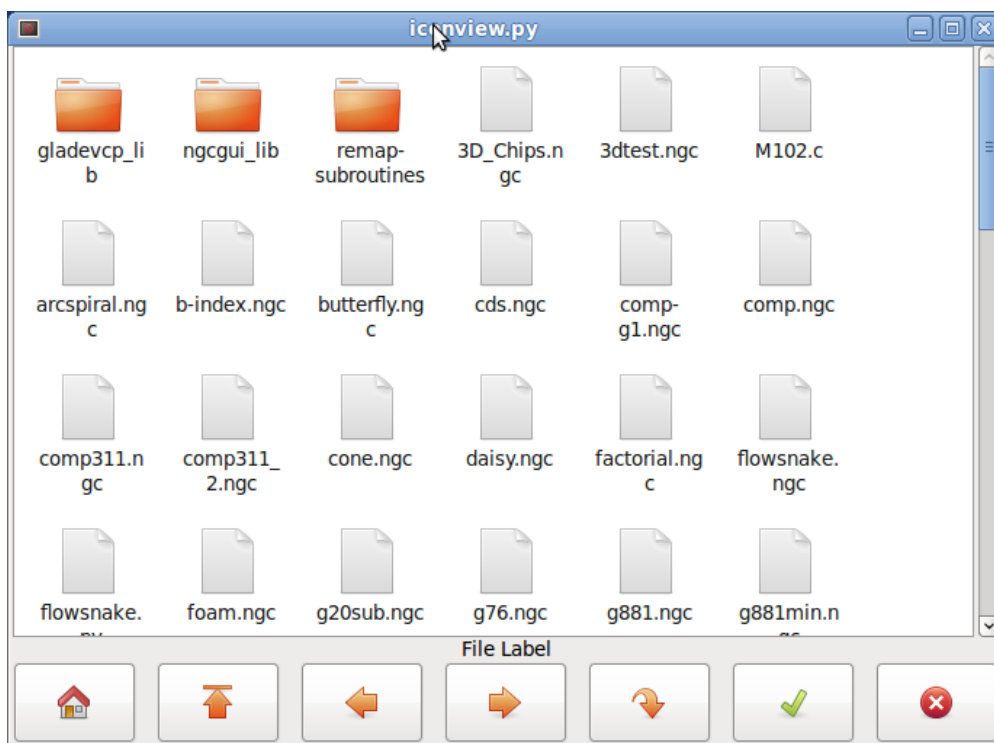 iconview.py
gladevcp_li ngcgui_lib remap- 3D_Chips.n 3dtest.ngc M102.c
b subroutines gc
arcspiral.ng b-index.ngc butterfly.ng cds.ngc comp- comp.ngc
c c g1.ngc
comp311.n comp311_ cone.ngc daisy.ngc factorial.ng flowsnake.
gc 2.ngc c ngc
flowsnake. foam.ngc g20sub.ngc g76.ngc g881.ngc g881min.n
File Label